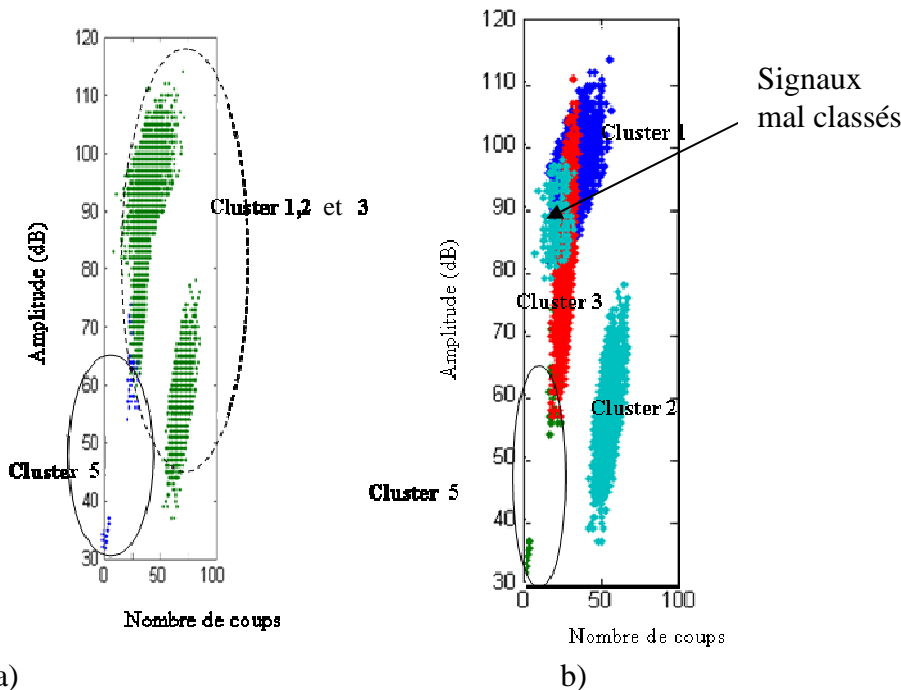 120
110
100
90
80
70
60
50
40
30
0
50
100
Amplitude (dB)
Nombre de coups
Cluster 1,2 et 3
Cluster 5
a)
120
110
100
90
80
70
60
50
40
30
0
50
100
Amplitude (dB)
Nombre de coups
Signaux
mal classés
Cluster 1
Cluster 3
Cluster 2
Cluster 5
b)